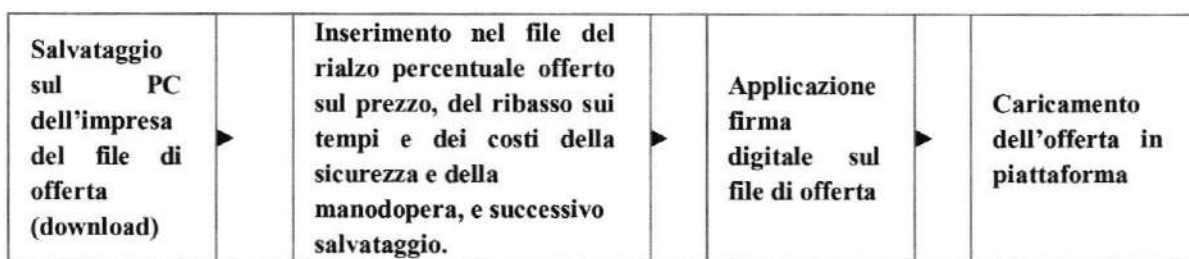 Salvataggio
sul PC
dell’impresa
del file di
offerta
(download)
Inserimento nel file del
rialzo percentuale offerto
sul prezzo, del ribasso sui
tempi e dei costi della
sicurezza e della
manodopera, e successivo
salvataggio.
Applicazione
firma
digitale sul
file di offerta
Caricamento
dell’offerta in
piattaforma